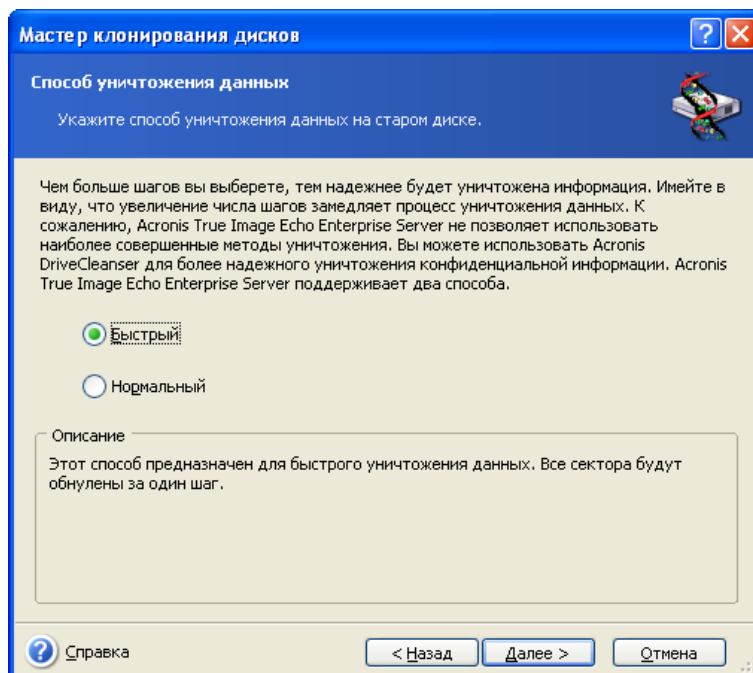 Мастер клонирования дисков
Способ уничтожения данных
Укажите способ уничтожения данных на старом диске.
Чем больше шагов вы выберете, тем надежнее будет уничтожена информация. Имейте в
виду, что увеличение числа шагов замедляет процесс уничтожения данных. К
сожалению, Acronis True Image Echo Enterprise Server не позволяет использовать
наиболее совершенные методы уничтожения. Вы можете использовать Acronis
DriveCleanser для более надежного уничтожения конфиденциальной информации. Acronis
True Image Echo Enterprise Server поддерживает два способа.
Быстрый
Нормальный
Описание
Этот способ предназначен для быстрого уничтожения данных. Все сектора будут
обнулены за один шаг.
Справка
< Назад
Далее >
Отмена